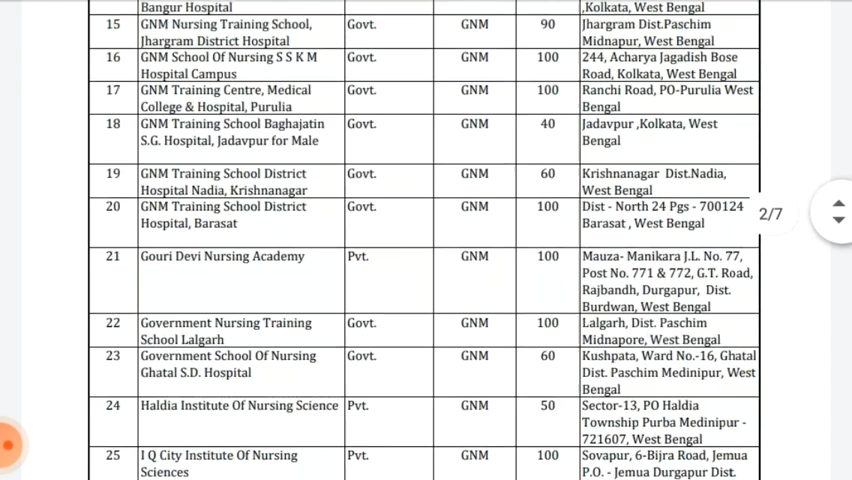 Bangur Hospital ,Kolkata, West Bengal
15 GNM Nursing Training School, Govt. GNM 90 Jhargram Dist.Paschim
Jhargram District Hospital Midnapur, West Bengal
16 GNM School Of Nursing S S K M Govt. GNM 100 244, Acharya Jagadish Bose
Hospital Campus Road, Kolkata, West Bengal
17 GNM Training Centre, Medical Govt. GNM 100 Ranchi Road, PO-Purulia West
College & Hospital, Purulia Bengal
18 GNM Training School Baghajatin Govt. GNM 40 Jadavpur ,Kolkata, West
S.G. Hospital, Jadavpur for Male Bengal
19 GNM Training School District Govt. GNM 60 Krishnanagar Dist.Nadia,
Hospital Nadia, Krishnanagar West Bengal
20 GNM Training School District Govt. GNM 100 Dist - North 24 Pgs - 700124
2/7
Hospital, Barasat Barasat , West Bengal
21 Gouri Devi Nursing Academy Pvt. GNM 100 Mauza- Manikara J.L. No. 77,
Post No. 771 & 772, G.T. Road,
Rajbandh, Durgapur, Dist.
Burdwan, West Bengal
22 Government Nursing Training Govt. GNM 100 Lalgarh, Dist. Paschim
School Lalgarh Midnapore, West Bengal
23 Government School Of Nursing Govt. GNM 60 Kushpata, Ward No.-16, Ghatal
Ghatal S.D. Hospital Dist. Paschim Medinipur, West
Bengal
24 Haldia Institute Of Nursing Science Pvt. GNM 50 Sector-13, PO Haldia
Township Purba Medinipur -
721607, West Bengal
25 I Q City Institute Of Nursing Pvt. GNM 100 Sovapur, 6-Bijra Road, Jemua
Sciences P.O. - Jemua Durgapur Dist.